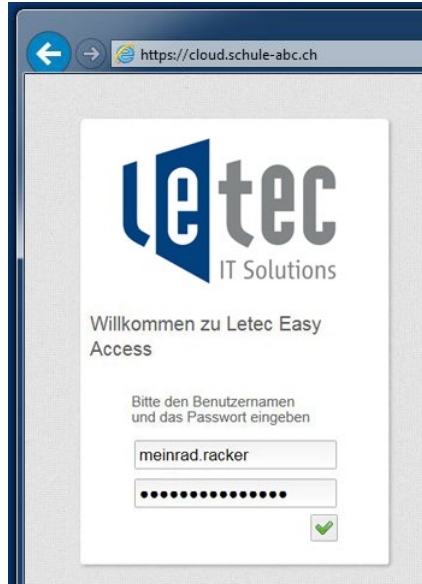 https://cloud.schule-abc.ch
letec
IT Solutions
Willkommen zu Letec Easy
Access
Bitte den Benutzernamen
und das Passwort eingeben
meinrad.racker
●●●●●●●●●●●●●●●